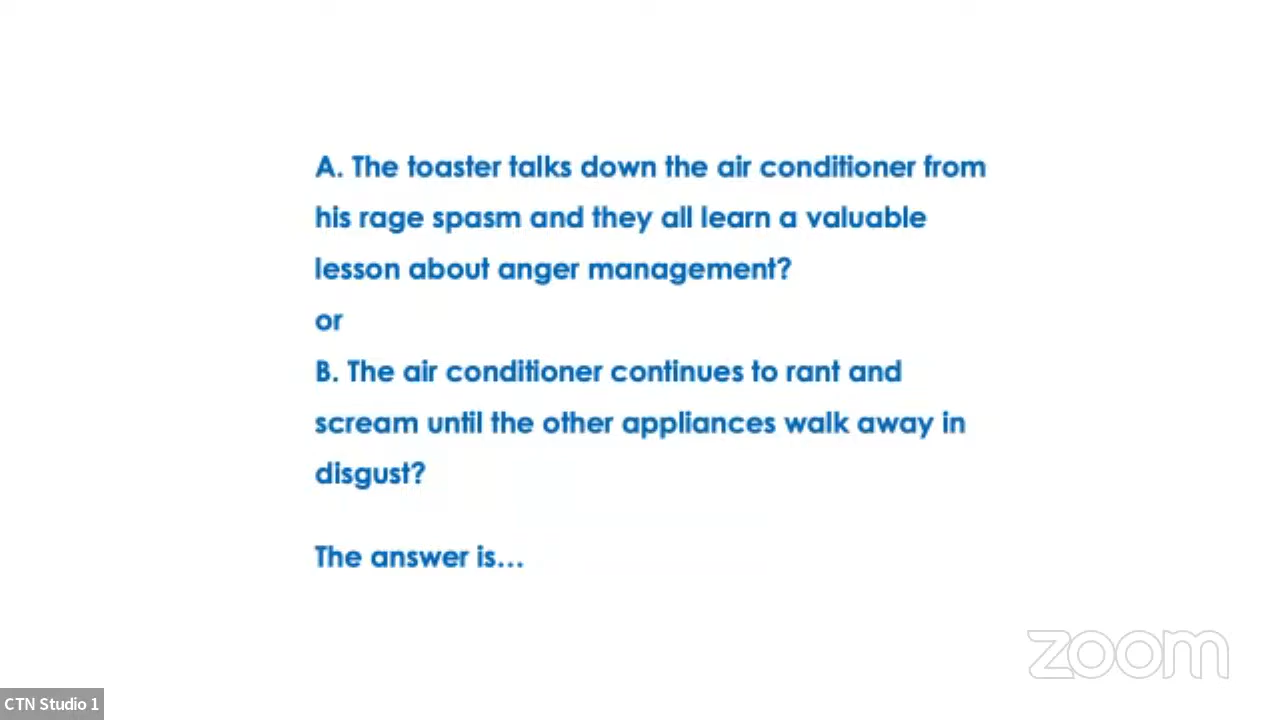 A. The toaster talks down the air conditioner from
his rage spasm and they all learn a valuable
lesson about anger management?
or
B. The air conditioner continues to rant and
scream until the other appliances walk away in
disgust?
The answer is...
zoom
CTN Studio 1